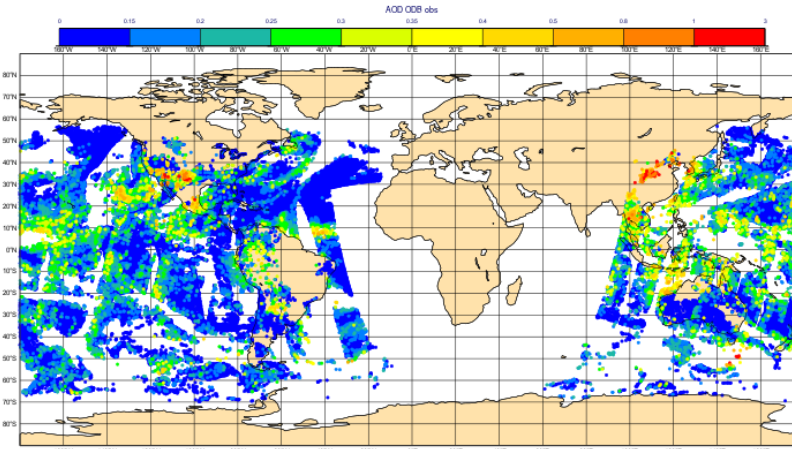 AOD ODB obs
0 0.15 0.2 0.25 0.3 0.35 0.4 0.5 0.8 1 3
160°W 140°W 120°W 100°W 80°W 60°W 40°W 20°W 0°E 20°E 40°E 60°E 80°E 100°E 120°E 140°E 160°E
80°N
70°N
60°N
50°N
40°N
30°N
20°N
10°N
0°N
10°S
20°S
30°S
40°S
50°S
60°S
70°S
80°S